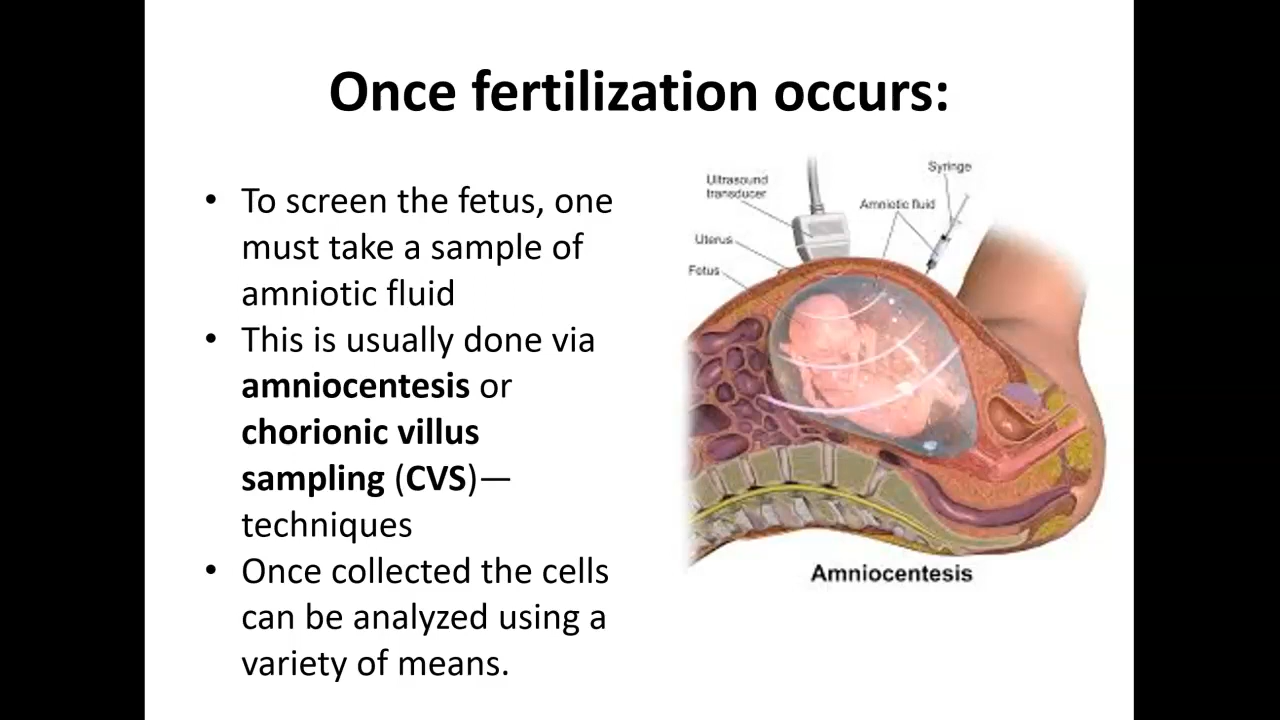 Once fertilization occurs:
• To screen the fetus, one
must take a sample of
amniotic fluid
• This is usually done via
amniocentesis or
chorionic villus
sampling (CVS)—
techniques
• Once collected the cells
can be analyzed using a
variety of means.
Syringe
Ultrasound
transducer
Amniotic fluid
Uterus
Fetus
Amniocentesis